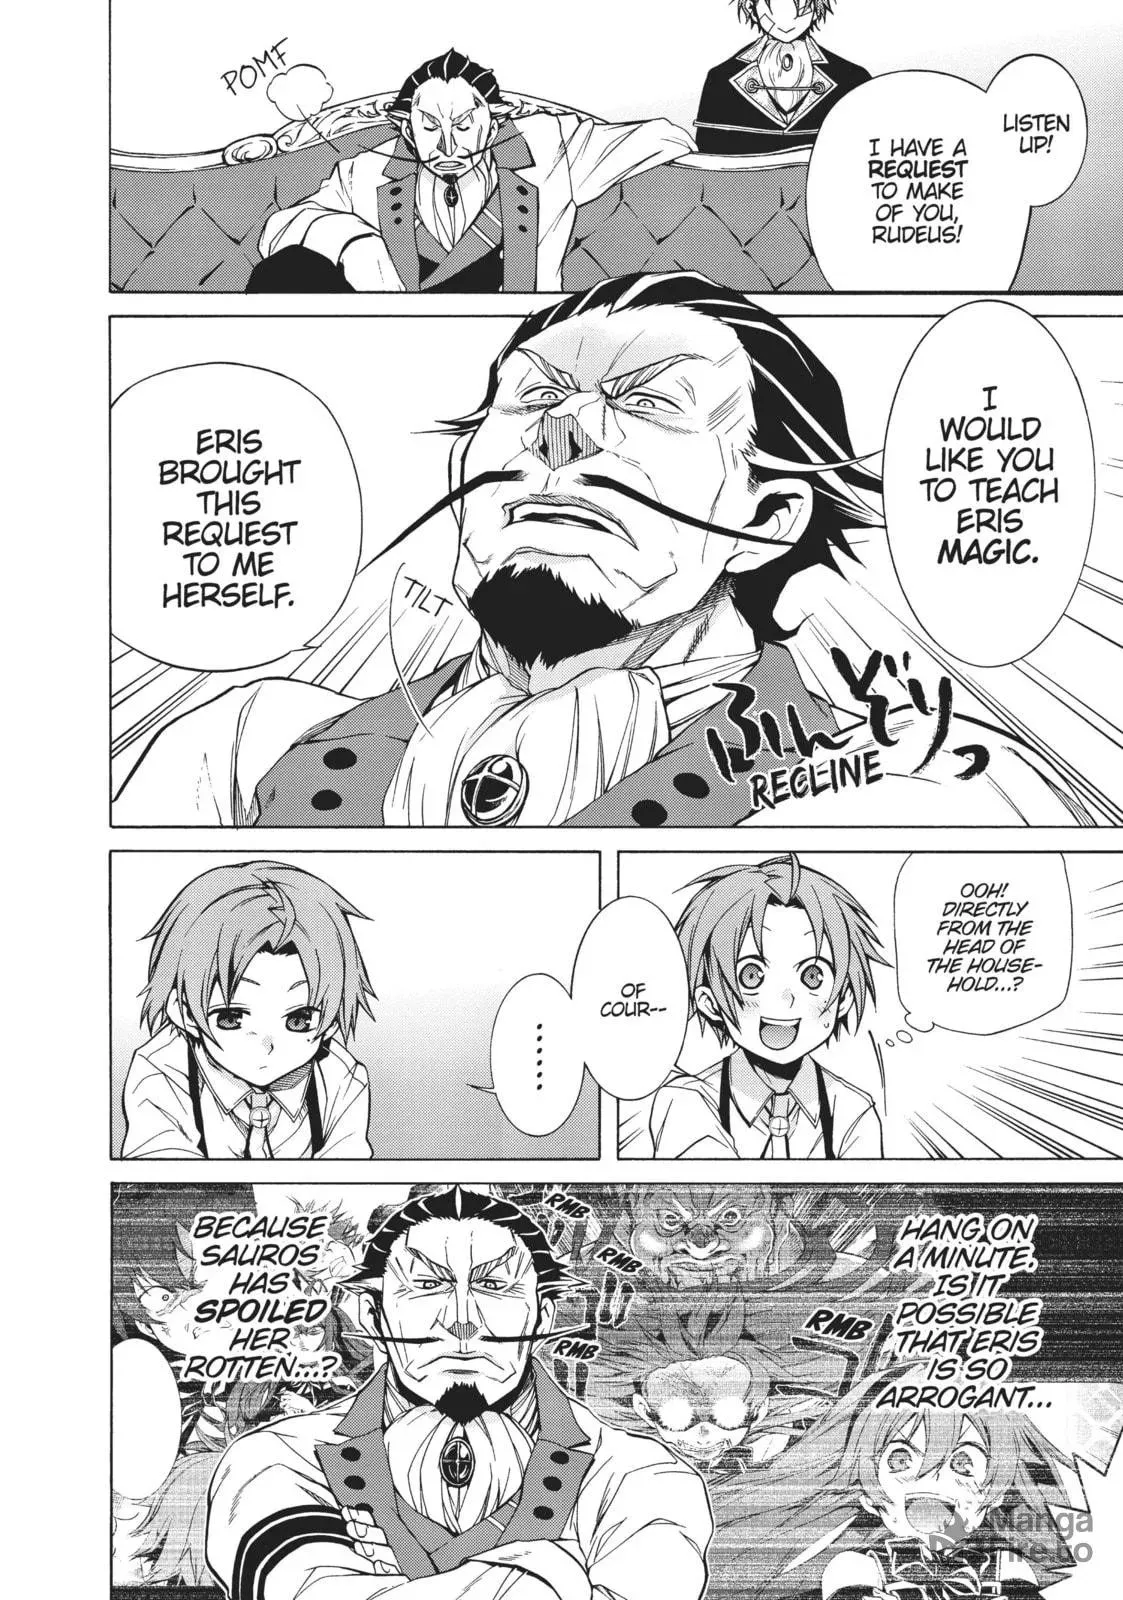 LISTEN
UP!
I HAVE A
REQUEST
TO MAKE
OF YOU,
RUDEUS!
POMF
I
WOULD
LIKE YOU
TO TEACH
ERIS
MAGIC.
ERIS
BROUGHT
THIS
REQUEST
TO ME
HERSELF.
TILT
ふんぞりっ
RECLINE
OOH!
DIRECTLY
FROM THE
HEAD OF
THE HOUSE-
HOLD...?
OF
COUR--
......
HANG ON
A MINUTE.
IS IT
POSSIBLE
THAT ERIS
IS SO
ARROGANT...
RMB
RMB
RMB
RMB
BECAUSE
SAUROS
HAS
SPOILED
HER
ROTTEN...?
Manga
Fire.to